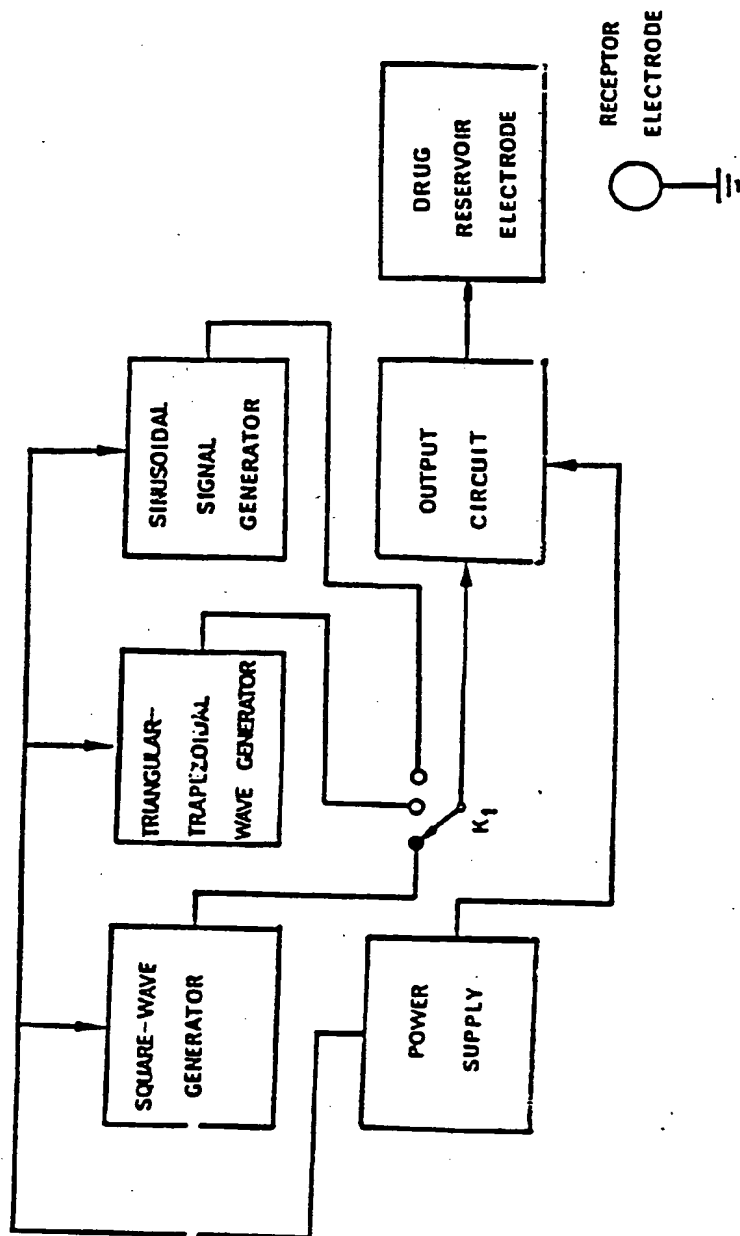 SQUARE-WAVE
GENERATOR
TRIANGULAR-
TRAPEZOIDAL
WAVE GENERATOR
SINUSOIDAL
SIGNAL
GENERATOR
K1
POWER
SUPPLY
OUTPUT
CIRCUIT
DRUG
RESERVOIR
ELECTRODE
RECEPTOR
ELECTRODE